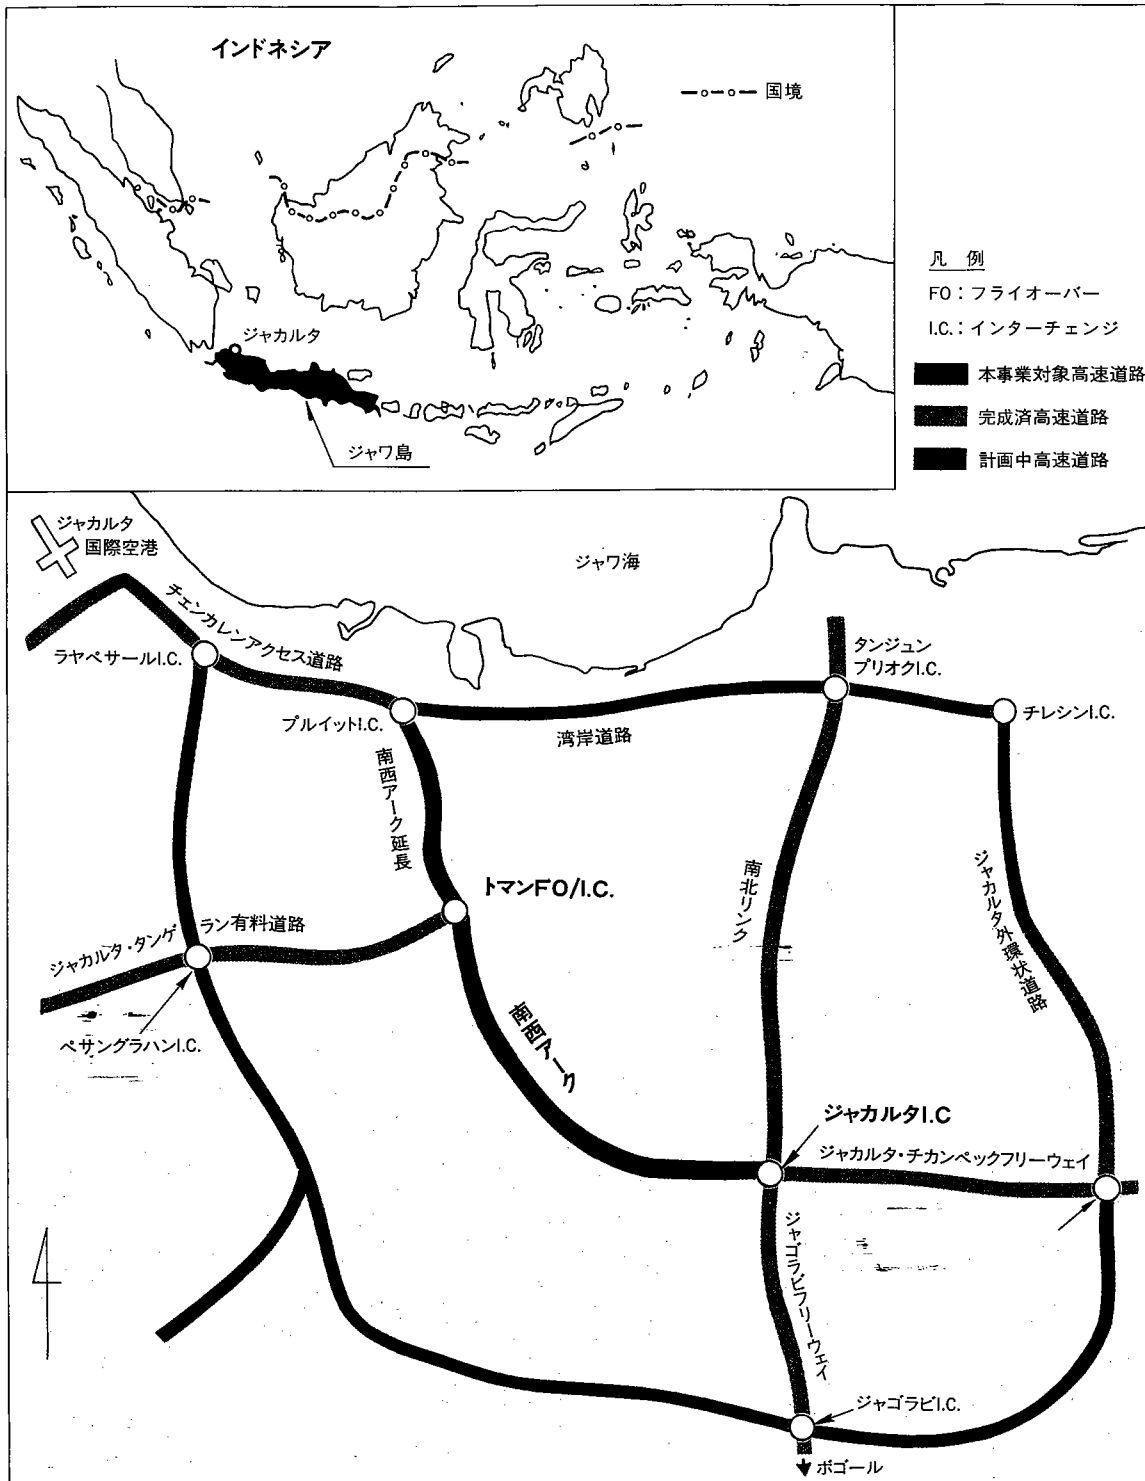 インドネシア
国境
ジャカルタ
ジャワ島
凡 例
FO：フライオーバー
I.C.：インターチェンジ
本事業対象高速道路
完成済高速道路
計画中高速道路
ジャカルタ
国際空港
ジャワ海
チェンカレンアクセス道路
ラヤペサールI.C.
タンジュン
プリオクI.C.
プルイットI.C.
湾岸道路
チレシンI.C.
南西アーク延長
トマンFO/I.C.
南北リンク
ジャカルタ外環状道路
ジャカルタ・タンゲラン有料道路
ペサングラハンI.C.
南西アーク
ジャカルタI.C
ジャカルタ・チカンペックフリーウェイ
ジャゴラビフリーウェイ
ジャゴラビI.C.
ボゴール